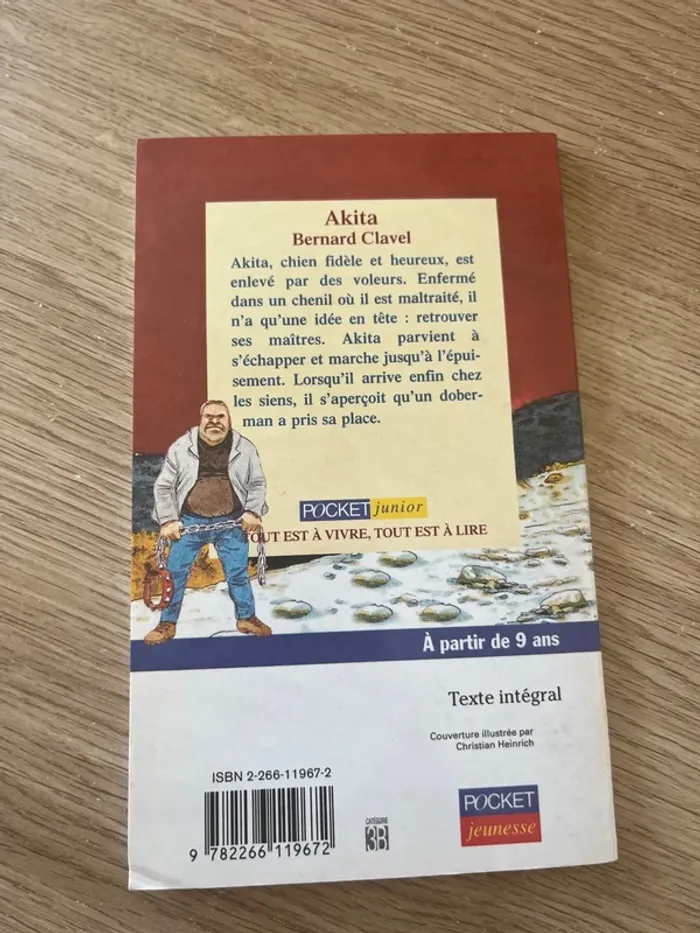 Akita
Bernard Clavel
Akita, chien fidèle et heureux, est
enlevé par des voleurs. Enfermé
dans un chenil où il est maltraité, il
n'a qu'une idée en tête : retrouver
ses maîtres. Akita parvient à
s'échapper et marche jusqu'à l'épui-
sement. Lorsqu'il arrive enfin chez
les siens, il s'aperçoit qu'un dober-
man a pris sa place.
POCKET junior
TOUT EST À VIVRE, TOUT EST À LIRE
À partir de 9 ans
Texte intégral
Couverture illustrée par
Christian Heinrich
ISBN 2-266-11967-2
9 782266 119672
CATÉGORIE
3B
POCKET
jeunesse